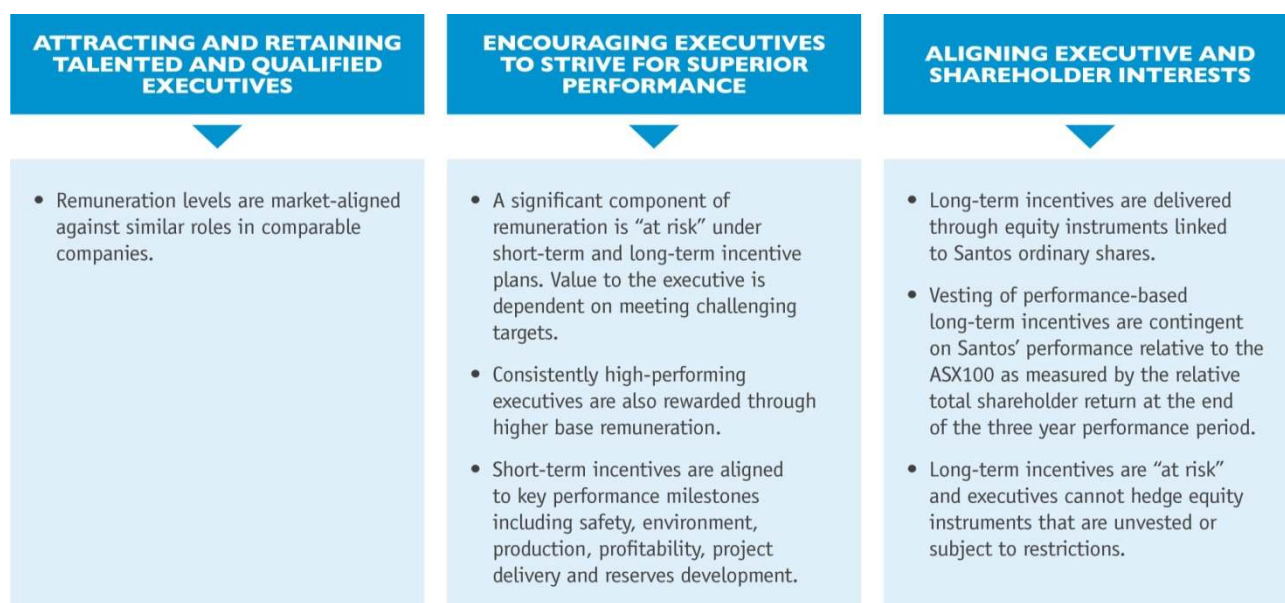 ATTRACTING AND RETAINING
TALENTED AND QUALIFIED
EXECUTIVES
• Remuneration levels are market-aligned
against similar roles in comparable
companies.
ENCOURAGING EXECUTIVES
TO STRIVE FOR SUPERIOR
PERFORMANCE
• A significant component of
remuneration is “at risk” under
short-term and long-term incentive
plans. Value to the executive is
dependent on meeting challenging
targets.
• Consistently high-performing
executives are also rewarded through
higher base remuneration.
• Short-term incentives are aligned
to key performance milestones
including safety, environment,
production, profitability, project
delivery and reserves development.
ALIGNING EXECUTIVE AND
SHAREHOLDER INTERESTS
• Long-term incentives are delivered
through equity instruments linked
to Santos ordinary shares.
• Vesting of performance-based
long-term incentives are contingent
on Santos’ performance relative to the
ASX100 as measured by the relative
total shareholder return at the end
of the three year performance period.
• Long-term incentives are “at risk”
and executives cannot hedge equity
instruments that are unvested or
subject to restrictions.